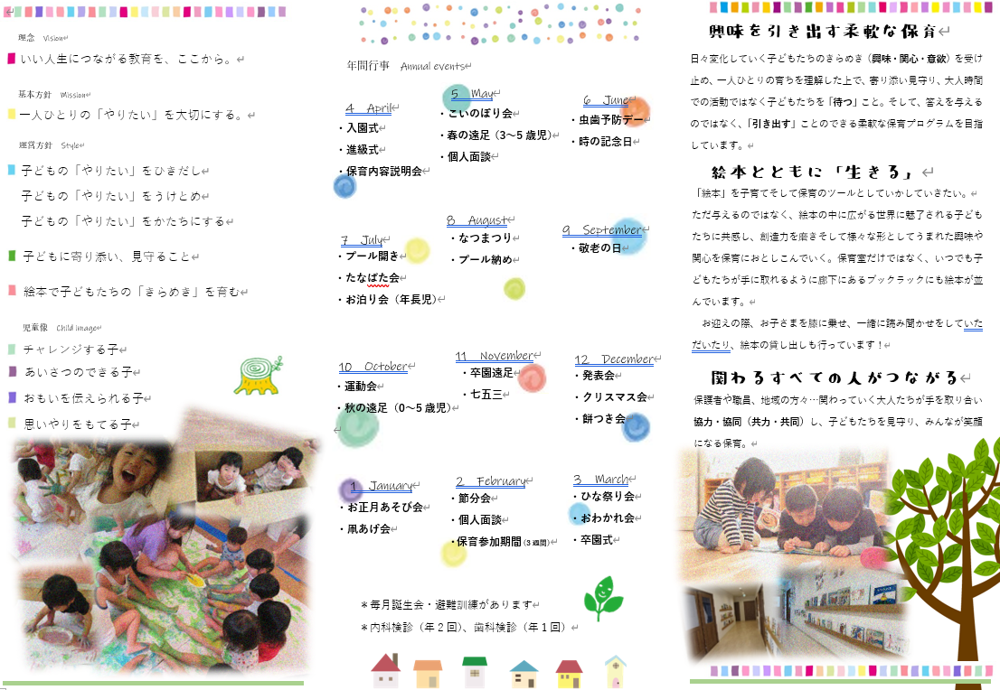 理念 Vision
いい人生につながる教育を、ここから。
基本方針 Mission
一人ひとりの「やりたい」を大切にする。
運営方針 Style
子どもの「やりたい」をひきだし
子どもの「やりたい」をうけとめ
子どもの「やりたい」をかたちにする
子どもに寄り添い、見守ること
絵本で子どもたちの「きらめき」を育む
児童像 Child image
チャレンジする子
あいさつのできる子
おもいを伝えられる子
思いやりをもてる子
年間行事 Annual events
4 April
・入園式
・進級式
・保育内容説明会
5 May
・こいのぼり会
・春の遠足（3～5歳児）
・個人面談
6 June
・虫歯予防デー
・時の記念日
7 July
・プール開き
・たなばた会
・お泊り会（年長児）
8 August
・なつまつり
・プール納め
9 September
・敬老の日
10 October
・運動会
・秋の遠足（0～5歳児）
11 November
・卒園遠足
・七五三
12 December
・発表会
・クリスマス会
・餅つき会
1 January
・お正月あそび会
・凧あげ会
2 February
・節分会
・個人面談
・保育参加期間（3週間）
3 March
・ひな祭り会
・おわかれ会
・卒園式
＊毎月誕生会・避難訓練があります
＊内科検診（年２回）、歯科検診（年１回）
興味を引き出す柔軟な保育
日々変化していく子どもたちのきらめき（興味・関心・意欲）を受け
止め、一人ひとりの育ちを理解した上で、寄り添い見守り、大人時間
での活動ではなく子どもたちを「待つ」こと。そして、答えを与える
のではなく、「引き出す」ことのできる柔軟な保育プログラムを目指
しています。
絵本とともに「生きる」
「絵本」を子育てそして保育のツールとしていかしていきたい。
ただ与えるのではなく、絵本の中に広がる世界に魅了される子ども
たちに共感し、創造力を磨きそして様々な形としてうまれた興味や
関心を保育におとしこんでいく。保育室だけではなく、いつでも子
どもたちが手に取れるように廊下にあるブックラックにも絵本が並
んでいます。
お迎えの際、お子さまを膝に乗せ、一緒に読み聞かせをしていた
だいたり、絵本の貸し出しも行っています！
関わるすべての人がつながる
保護者や職員、地域の方々…関わっていく大人たちが手を取り合い
協力・協同（共力・共同）し、子どもたちを見守り、みんなが笑顔
になる保育。